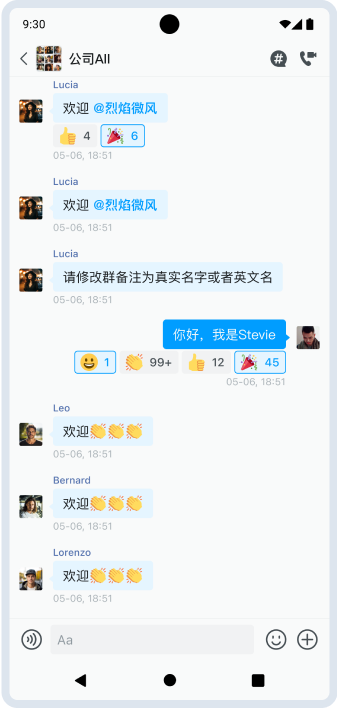 9:30
公司All
Lucia
欢迎 @烈焰微风
👍 4 🎉 6
05-06, 18:51
Lucia
欢迎 @烈焰微风
05-06, 18:51
Lucia
请修改群备注为真实名字或者英文名
05-06, 18:51
你好，我是Stevie
😀 1 👏 99+ 👍 12 🎉 45
05-06, 18:51
Leo
欢迎👏👏👏
05-06, 18:51
Bernard
欢迎👏👏👏
05-06, 18:51
Lorenzo
欢迎👏👏👏
05-06, 18:51
Aa